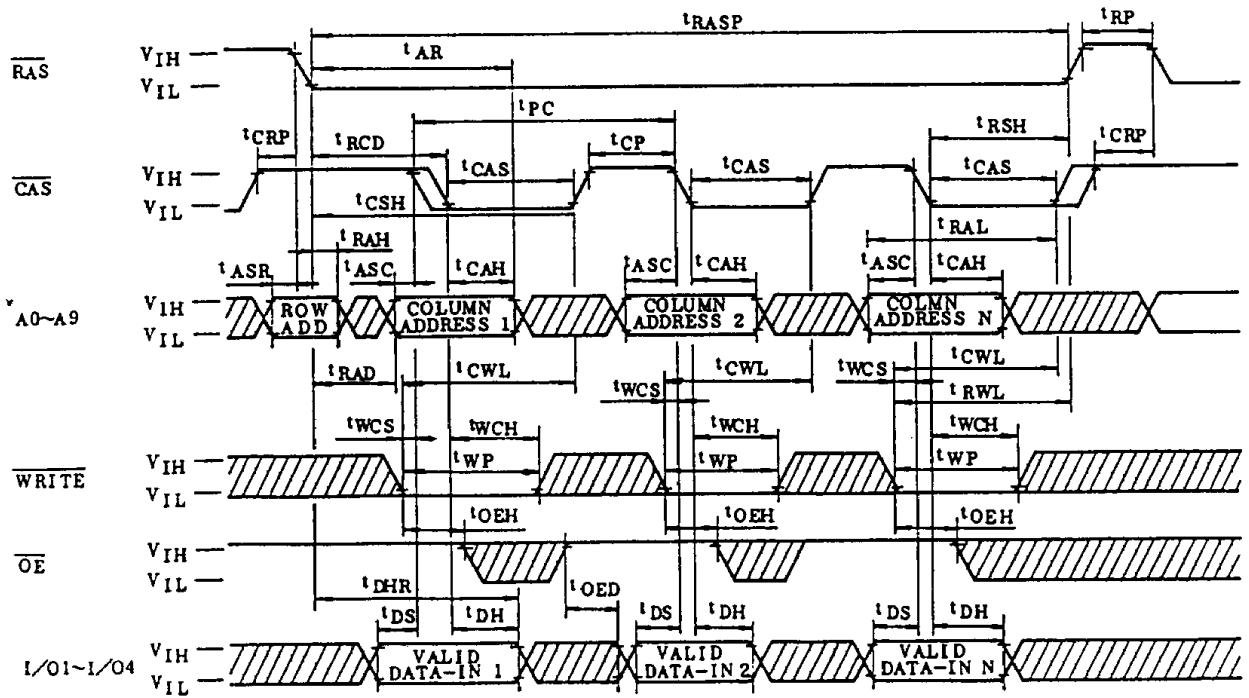 tRASP tRP
tAR
RAS VIH
VIL
tPC
tCRP tRCD tCP tRSH tCRP
CAS VIH tCAS tCAS tCAS
VIL tCSH
tRAH tRAL
tASR tASC tCAH tASC tCAH tASC tCAH
A0~A9 VIH ROW ADD COLUMN ADDRESS 1 COLUMN ADDRESS 2 COLMN ADDRESS N
VIL
tRAD tCWL tCWL tWCS tCWL
tWCS tRWL
tWCS tWCH tWCH tWCH
WRITE VIH tWP tWP tWP
VIL
tOEH tOEH tOEH
OE VIH
VIL
tDHR tOED
tDS tDH tDS tDH tDS tDH
I/O1~I/O4 VIH VALID DATA-IN 1 VALID DATA-IN 2 VALID DATA-IN N
VIL